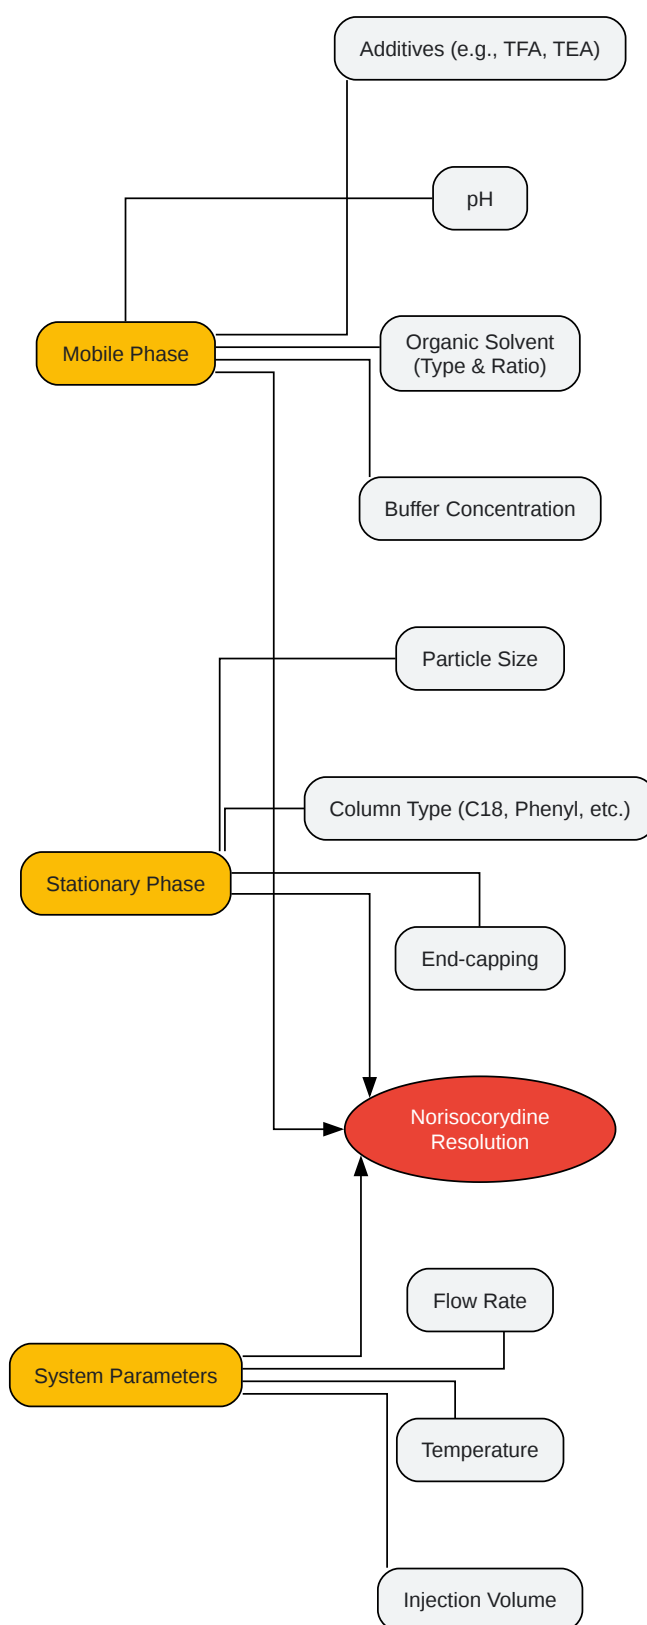 Additives (e.g., TFA, TEA)
pH
Mobile Phase
Organic Solvent
(Type & Ratio)
Buffer Concentration
Particle Size
Column Type (C18, Phenyl, etc.)
Stationary Phase
End-capping
Norisocorydine
Resolution
Flow Rate
System Parameters
Temperature
Injection Volume